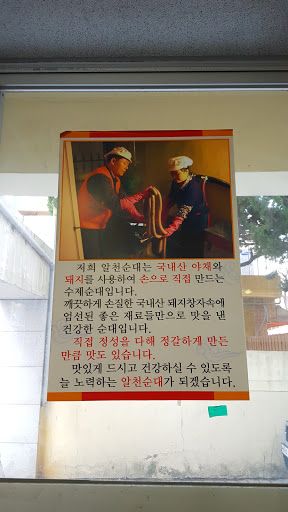 저희 알천순대는 국내산 야채와
돼지를 사용하여 손으로 직접 만드는
수제순대입니다.
깨끗하게 손질한 국내산 돼지창자속에
엄선된 좋은 재료들만으로 맛을 낸
건강한 순대입니다.
직접 정성을 다해 정갈하게 만든
만큼 맛도 있습니다.
맛있게 드시고 건강하실 수 있도록
늘 노력하는 알천순대가 되겠습니다.